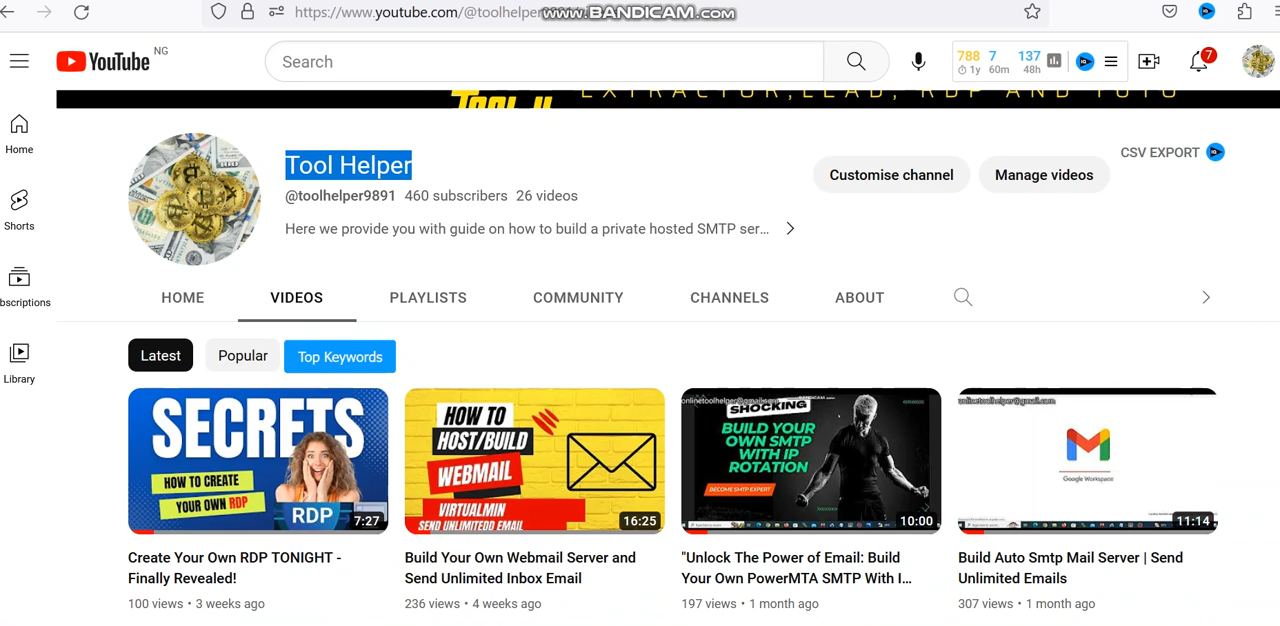 https://www.youtube.com/@toolhelper
www.BANDICAM.com
YouTube NG
Search
788 7 137
1y 60m 48h
7
EXTRACTOR, LEAD, RDP AND TUTO
Home
Shorts
bscriptions
Library
Tool Helper
@toolhelper9891 460 subscribers 26 videos
Here we provide you with guide on how to build a private hosted SMTP ser...
Customise channel
Manage videos
CSV EXPORT
HOME
VIDEOS
PLAYLISTS
COMMUNITY
CHANNELS
ABOUT
Latest
Popular
Top Keywords
SECRETS
HOW TO CREATE
YOUR OWN RDP
RDP
7:27
HOW TO
HOST/BUILD
WEBMAIL
VIRTUALMIN
SEND UNLIMITEDD EMAIL
16:25
onlinetoolhelper@gmail.com
SHOCKING
BUILD YOUR
OWN SMTP
WITH IP
ROTATION
BECOME SMTP EXPERT
10:00
onlinetoolhelper@gmail.com
Google Workspace
11:14
Create Your Own RDP TONIGHT -
Finally Revealed!
100 views • 3 weeks ago
Build Your Own Webmail Server and
Send Unlimited Inbox Email
236 views • 4 weeks ago
"Unlock The Power of Email: Build
Your Own PowerMTA SMTP With I...
197 views • 1 month ago
Build Auto Smtp Mail Server | Send
Unlimited Emails
307 views • 1 month ago